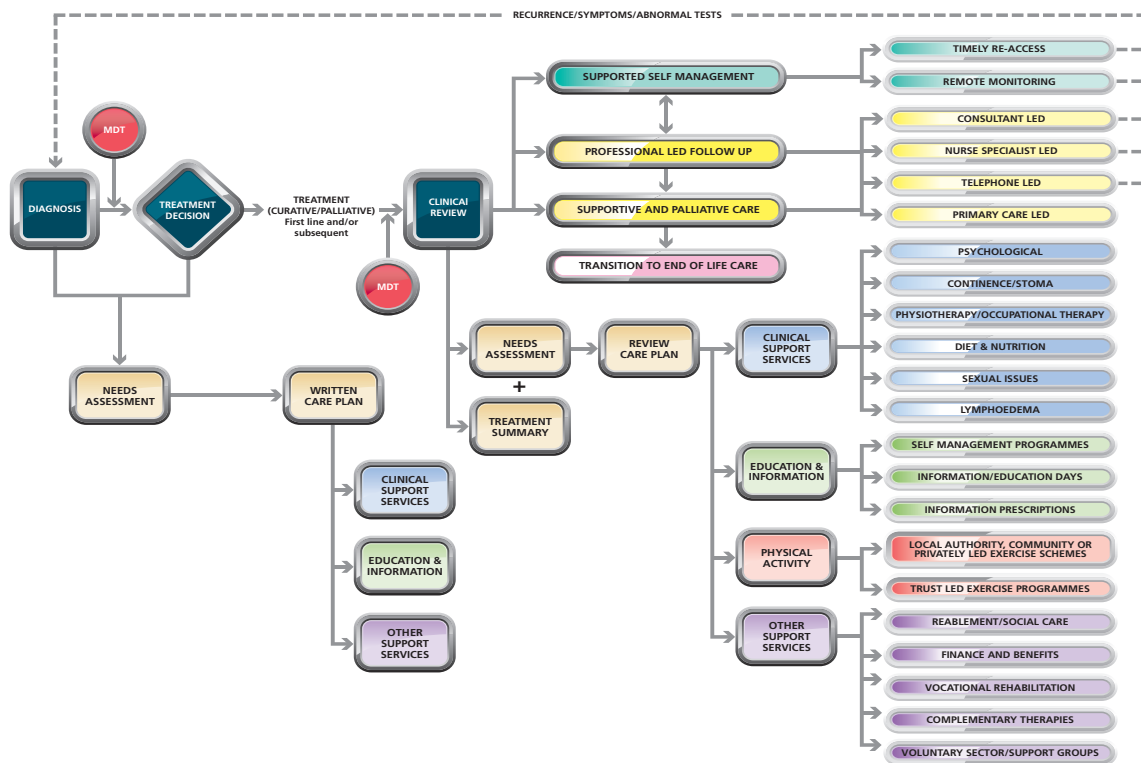 RECURRENCE/SYMPTOMS/ABNORMAL TESTS
MDT
DIAGNOSIS
TREATMENT
DECISION
TREATMENT
(CURATIVE/PALLIATIVE)
First line and/or
subsequent
MDT
CLINICAL
REVIEW
SUPPORTED SELF MANAGEMENT
PROFESSIONAL LED FOLLOW UP
SUPPORTIVE AND PALLIATIVE CARE
TRANSITION TO END OF LIFE CARE
TIMELY RE-ACCESS
REMOTE MONITORING
CONSULTANT LED
NURSE SPECIALIST LED
TELEPHONE LED
PRIMARY CARE LED
NEEDS
ASSESSMENT
WRITTEN
CARE PLAN
CLINICAL
SUPPORT
SERVICES
EDUCATION &
INFORMATION
OTHER
SUPPORT
SERVICES
NEEDS
ASSESSMENT
+
TREATMENT
SUMMARY
REVIEW
CARE PLAN
CLINICAL
SUPPORT
SERVICES
PSYCHOLOGICAL
CONTINENCE/STOMA
PHYSIOTHERAPY/OCCUPATIONAL THERAPY
DIET & NUTRITION
SEXUAL ISSUES
LYMPHOEDEMA
EDUCATION &
INFORMATION
SELF MANAGEMENT PROGRAMMES
INFORMATION/EDUCATION DAYS
INFORMATION PRESCRIPTIONS
PHYSICAL
ACTIVITY
LOCAL AUTHORITY, COMMUNITY OR
PRIVATELY LED EXERCISE SCHEMES
TRUST LED EXERCISE PROGRAMMES
OTHER
SUPPORT
SERVICES
REABLEMENT/SOCIAL CARE
FINANCE AND BENEFITS
VOCATIONAL REHABILITATION
COMPLEMENTARY THERAPIES
VOLUNTARY SECTOR/SUPPORT GROUPS